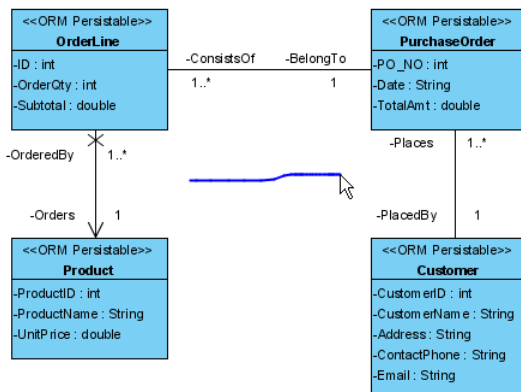 <<ORM Persistable>>
OrderLine
-ID : int
-OrderQty : int
-Subtotal : double
-ConsistsOf
-BelongTo
1..*
1
<<ORM Persistable>>
PurchaseOrder
-PO_NO : int
-Date : String
-TotalAmt : double
-OrderedBy
1..*
-Orders
1
-Places
1..*
-PlacedBy
1
<<ORM Persistable>>
Product
-ProductID : int
-ProductName : String
-UnitPrice : double
<<ORM Persistable>>
Customer
-CustomerID : int
-CustomerName : String
-Address : String
-ContactPhone : String
-Email : String